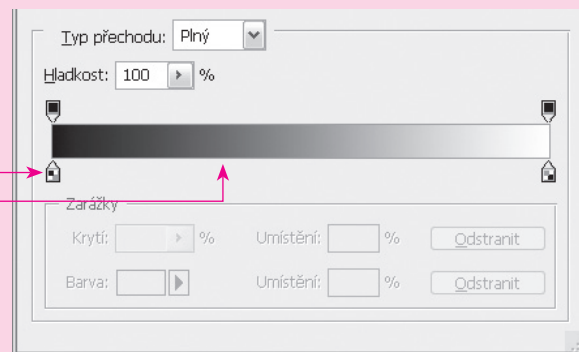 Typ přechodu: Plný
Hladkost: 100 %
Zarážky
Krytí: % Umístění: % Odstranit
Barva: Umístění: % Odstranit